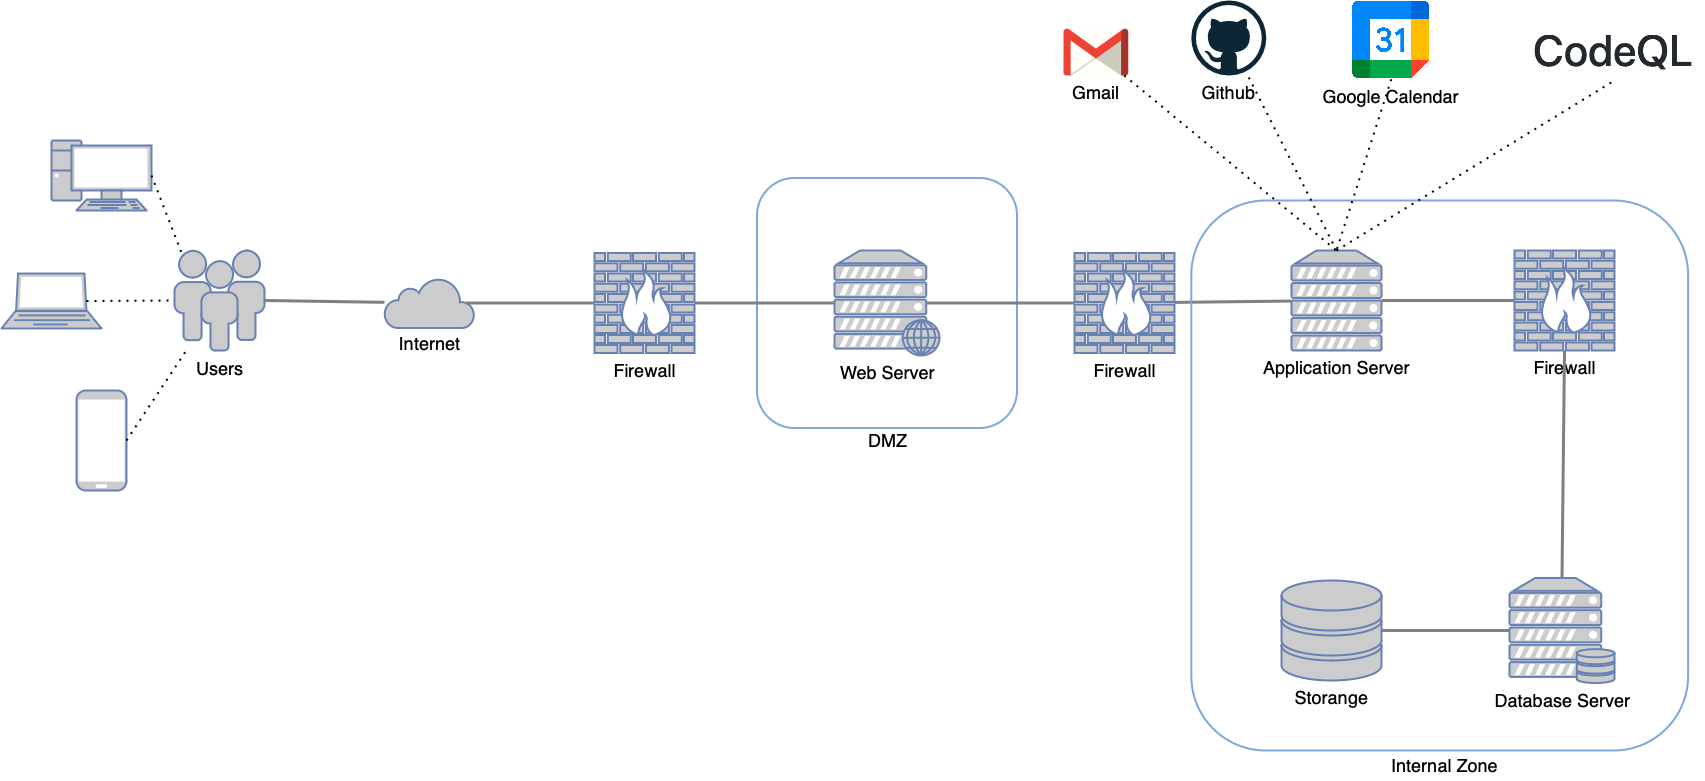 31
CodeQL
Gmail
Github
Google Calendar
Users
Internet
Firewall
Web Server
DMZ
Firewall
Application Server
Firewall
Storange
Database Server
Internal Zone